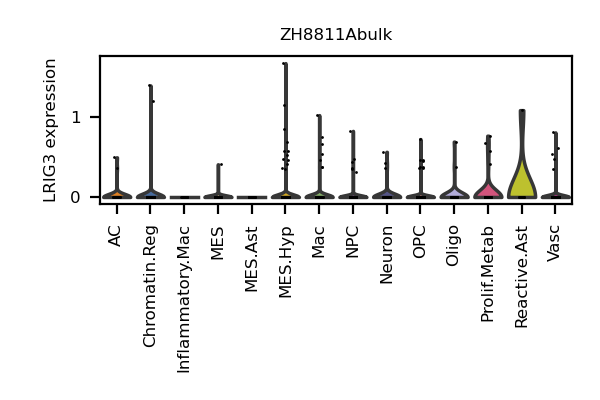 ZH8811Abulk
LRIG3 expression
1
0
AC
Chromatin.Reg
Inflammatory.Mac
MES
MES.Ast
MES.Hyp
Mac
NPC
Neuron
OPC
Oligo
Prolif.Metab
Reactive.Ast
Vasc